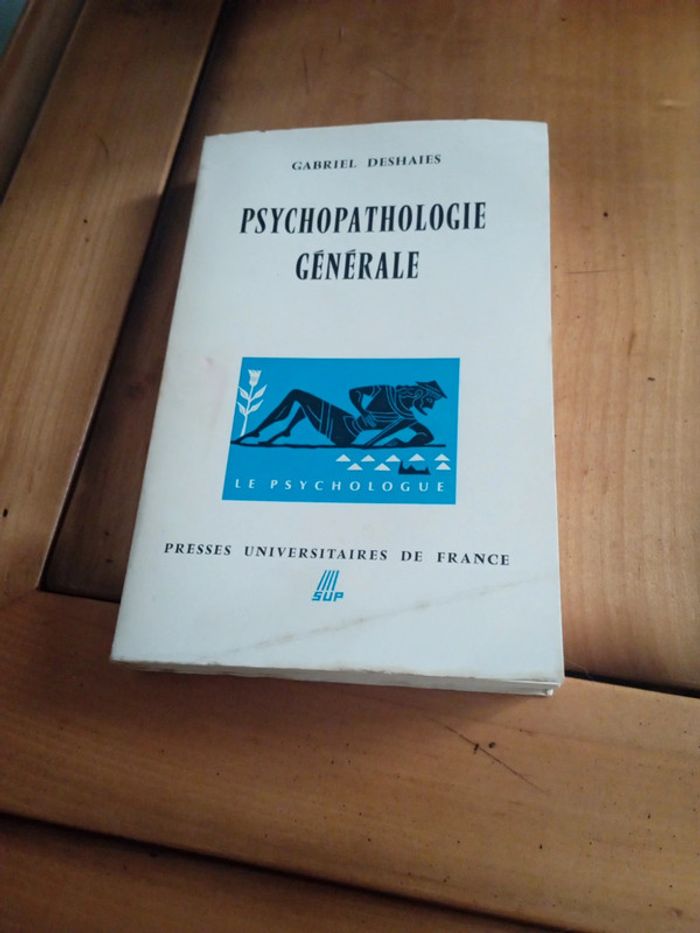 GABRIEL DESHAIES
PSYCHOPATHOLOGIE
GÉNÉRALE
LE PSYCHOLOGUE
PRESSES UNIVERSITAIRES DE FRANCE
SUP